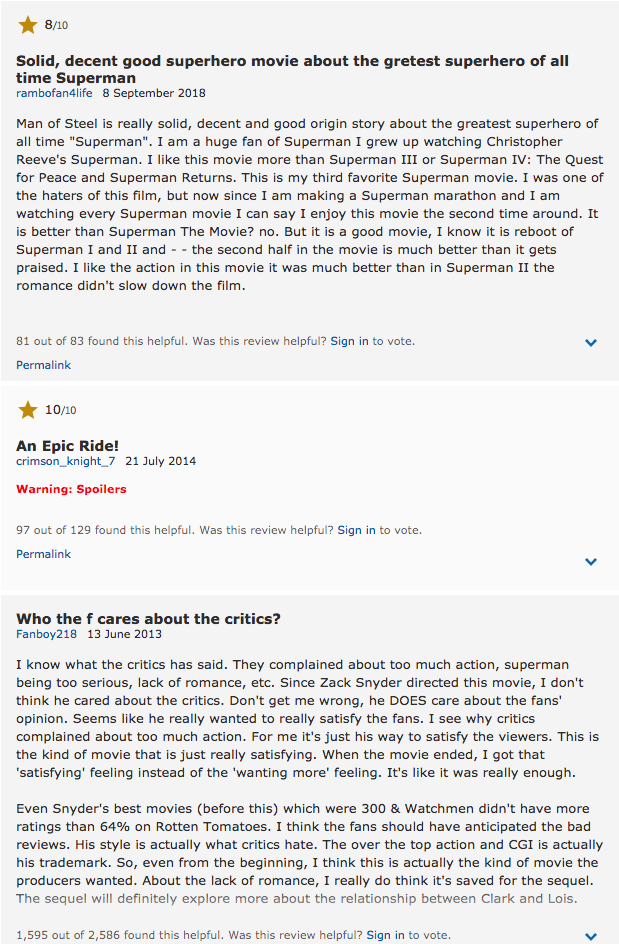 8/10
Solid, decent good superhero movie about the gretest superhero of all
time Superman
rambofan4life 8 September 2018
Man of Steel is really solid, decent and good origin story about the greatest superhero of
all time "Superman". I am a huge fan of Superman I grew up watching Christopher
Reeve's Superman. I like this movie more than Superman III or Superman IV: The Quest
for Peace and Superman Returns. This is my third favorite Superman movie. I was one of
the haters of this film, but now since I am making a Superman marathon and I am
watching every Superman movie I can say I enjoy this movie the second time around. It
is better than Superman The Movie? no. But it is a good movie, I know it is reboot of
Superman I and II and - - the second half in the movie is much better than it gets
praised. I like the action in this movie it was much better than in Superman II the
romance didn't slow down the film.
81 out of 83 found this helpful. Was this review helpful? Sign in to vote.
Permalink
10/10
An Epic Ride!
crimson_knight_7 21 July 2014
Warning: Spoilers
97 out of 129 found this helpful. Was this review helpful? Sign in to vote.
Permalink
Who the f cares about the critics?
Fanboy218 13 June 2013
I know what the critics has said. They complained about too much action, superman
being too serious, lack of romance, etc. Since Zack Snyder directed this movie, I don't
think he cared about the critics. Don't get me wrong, he DOES care about the fans'
opinion. Seems like he really wanted to really satisfy the fans. I see why critics
complained about too much action. For me it's just his way to satisfy the viewers. This is
the kind of movie that is just really satisfying. When the movie ended, I got that
'satisfying' feeling instead of the 'wanting more' feeling. It's like it was really enough.
Even Snyder's best movies (before this) which were 300 & Watchmen didn't have more
ratings than 64% on Rotten Tomatoes. I think the fans should have anticipated the bad
reviews. His style is actually what critics hate. The over the top action and CGI is actually
his trademark. So, even from the beginning, I think this is actually the kind of movie the
producers wanted. About the lack of romance, I really do think it's saved for the sequel.
The sequel will definitely explore more about the relationship between Clark and Lois.
1,595 out of 2,586 found this helpful. Was this review helpful? Sign in to vote.